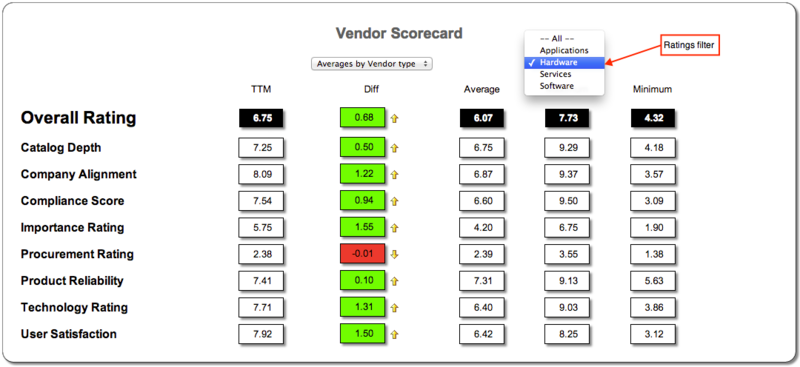 Vendor Scorecard
-- All --
Applications
✓ Hardware
Services
Software
Ratings filter
Averages by Vendor type
TTM Diff Average Minimum
Overall Rating 6.75 0.68 6.07 7.73 4.32
Catalog Depth 7.25 0.50 6.75 9.29 4.18
Company Alignment 8.09 1.22 6.87 9.37 3.57
Compliance Score 7.54 0.94 6.60 9.50 3.09
Importance Rating 5.75 1.55 4.20 6.75 1.90
Procurement Rating 2.38 -0.01 2.39 3.55 1.38
Product Reliability 7.41 0.10 7.31 9.13 5.63
Technology Rating 7.71 1.31 6.40 9.03 3.86
User Satisfaction 7.92 1.50 6.42 8.25 3.12